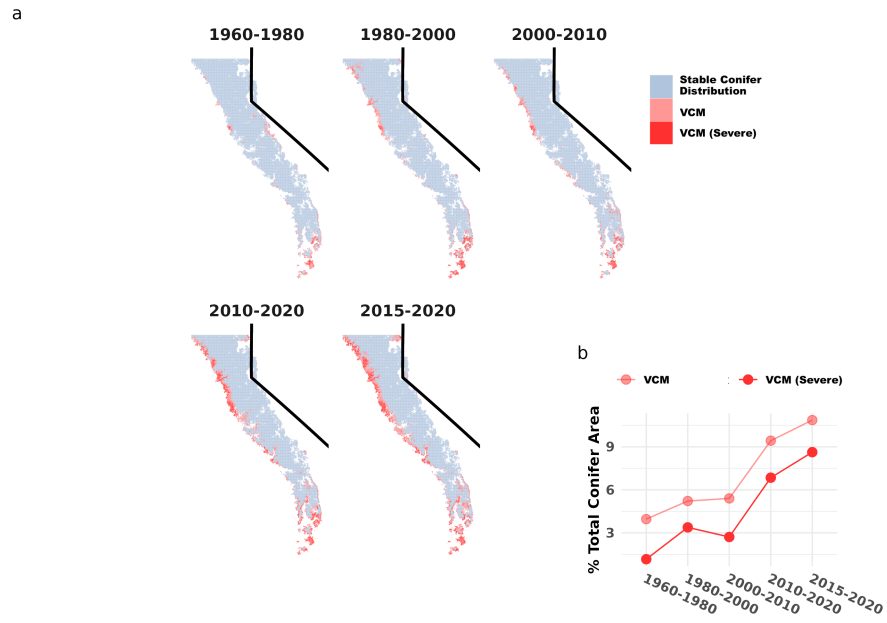 a
1960-1980
1980-2000
2000-2010
Stable Conifer
Distribution
VCM
VCM (Severe)
2010-2020
2015-2020
b
VCM
VCM (Severe)
% Total Conifer Area
9
6
3
1960-1980
1980-2000
2000-2010
2010-2020
2015-2020